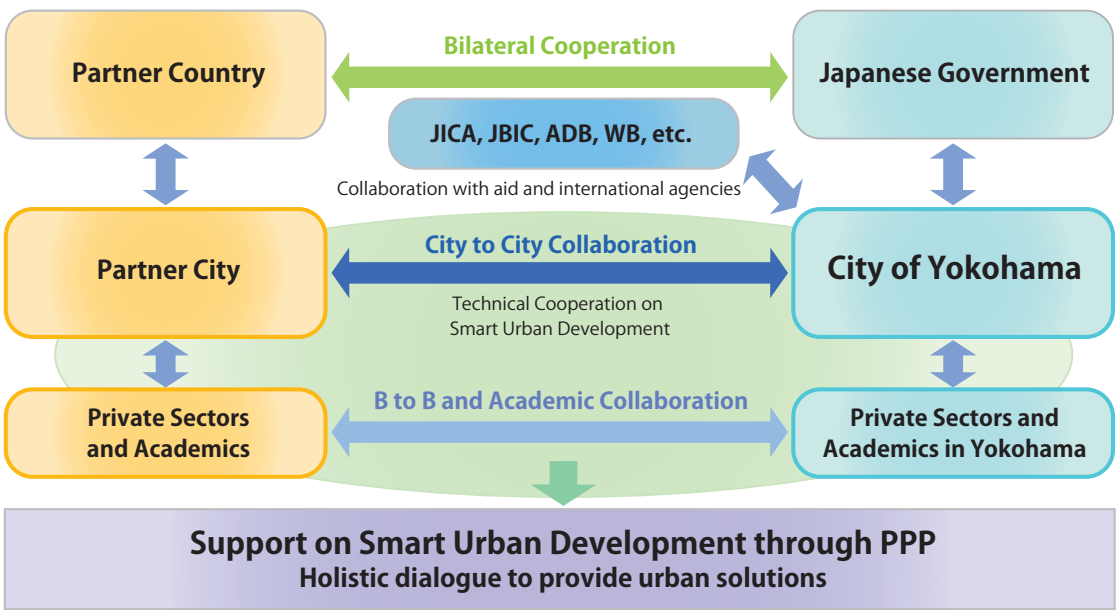 Partner Country
Bilateral Cooperation
Japanese Government
JICA, JBIC, ADB, WB, etc.
Collaboration with aid and international agencies
Partner City
City to City Collaboration
Technical Cooperation on
Smart Urban Development
City of Yokohama
Private Sectors
and Academics
B to B and Academic Collaboration
Private Sectors and
Academics in Yokohama
Support on Smart Urban Development through PPP
Holistic dialogue to provide urban solutions